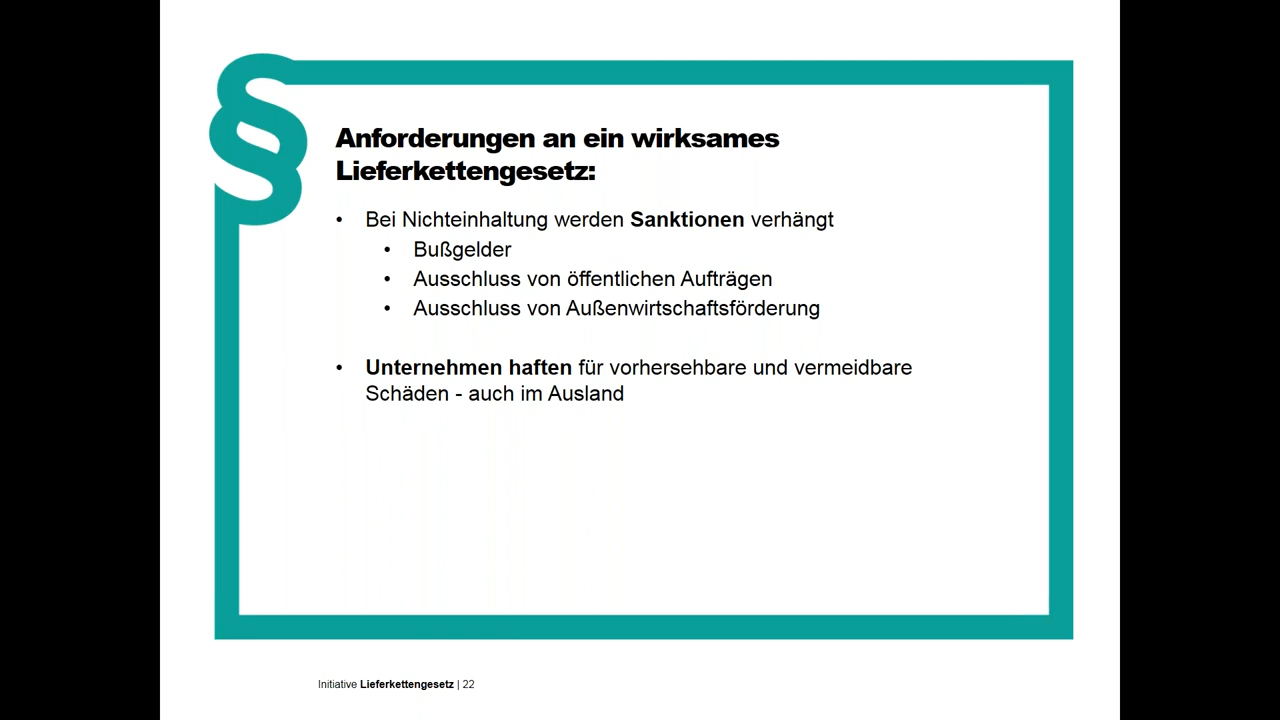 §
Anforderungen an ein wirksames
Lieferkettengesetz:
• Bei Nichteinhaltung werden Sanktionen verhängt
• Bußgelder
• Ausschluss von öffentlichen Aufträgen
• Ausschluss von Außenwirtschaftsförderung
• Unternehmen haften für vorhersehbare und vermeidbare
Schäden - auch im Ausland
Initiative Lieferkettengesetz | 22